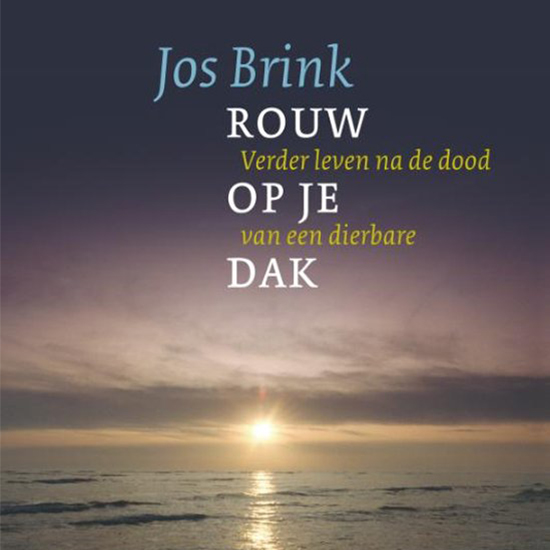 Jos Brink
ROUW
Verder leven na de dood
OP JE
van een dierbare
DAK